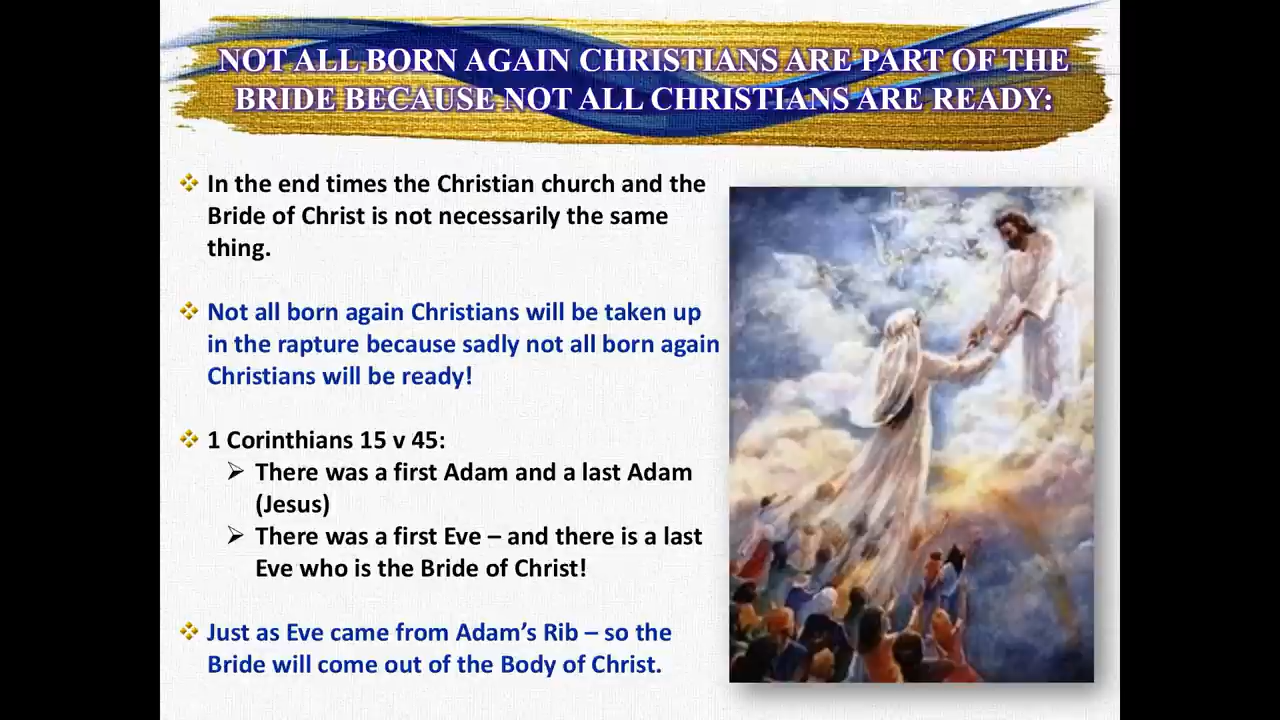 NOT ALL BORN AGAIN CHRISTIANS ARE PART OF THE
BRIDE BECAUSE NOT ALL CHRISTIANS ARE READY:
In the end times the Christian church and the
Bride of Christ is not necessarily the same
thing.
Not all born again Christians will be taken up
in the rapture because sadly not all born again
Christians will be ready!
1 Corinthians 15 v 45:
There was a first Adam and a last Adam
(Jesus)
There was a first Eve – and there is a last
Eve who is the Bride of Christ!
Just as Eve came from Adam’s Rib – so the
Bride will come out of the Body of Christ.